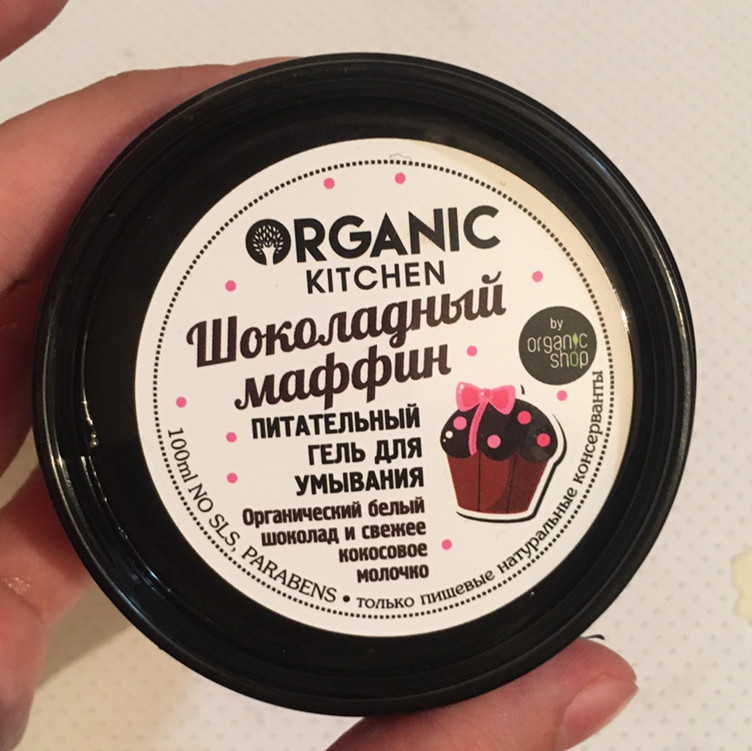 ORGANIC
KITCHEN
Шоколадный
маффин
by
organic
shop
ПИТАТЕЛЬНЫЙ
ГЕЛЬ ДЛЯ
УМЫВАНИЯ
Органический белый
шоколад и свежее
кокосовое
молочко
100ml NO SLS, PARABENS • только пищевые натуральные консерванты